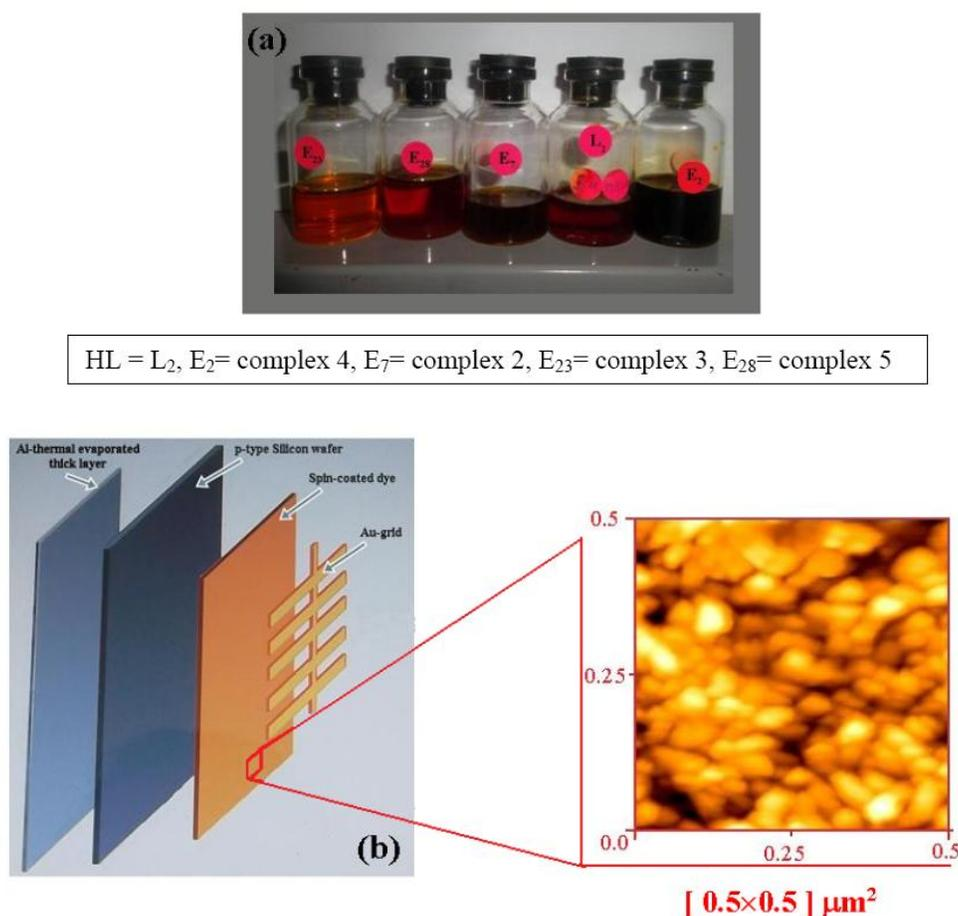 (a)
E₂₃
E₂₈
E₇
L₂
E₂
HL = L₂, E₂= complex 4, E₇= complex 2, E₂₃= complex 3, E₂₈= complex 5
Al-thermal evaporated
thick layer
p-type Silicon wafer
Spin-coated dye
Au-grid
(b)
0.5
0.25
0.0
0.25
0.5
[ 0.5×0.5 ] μm²